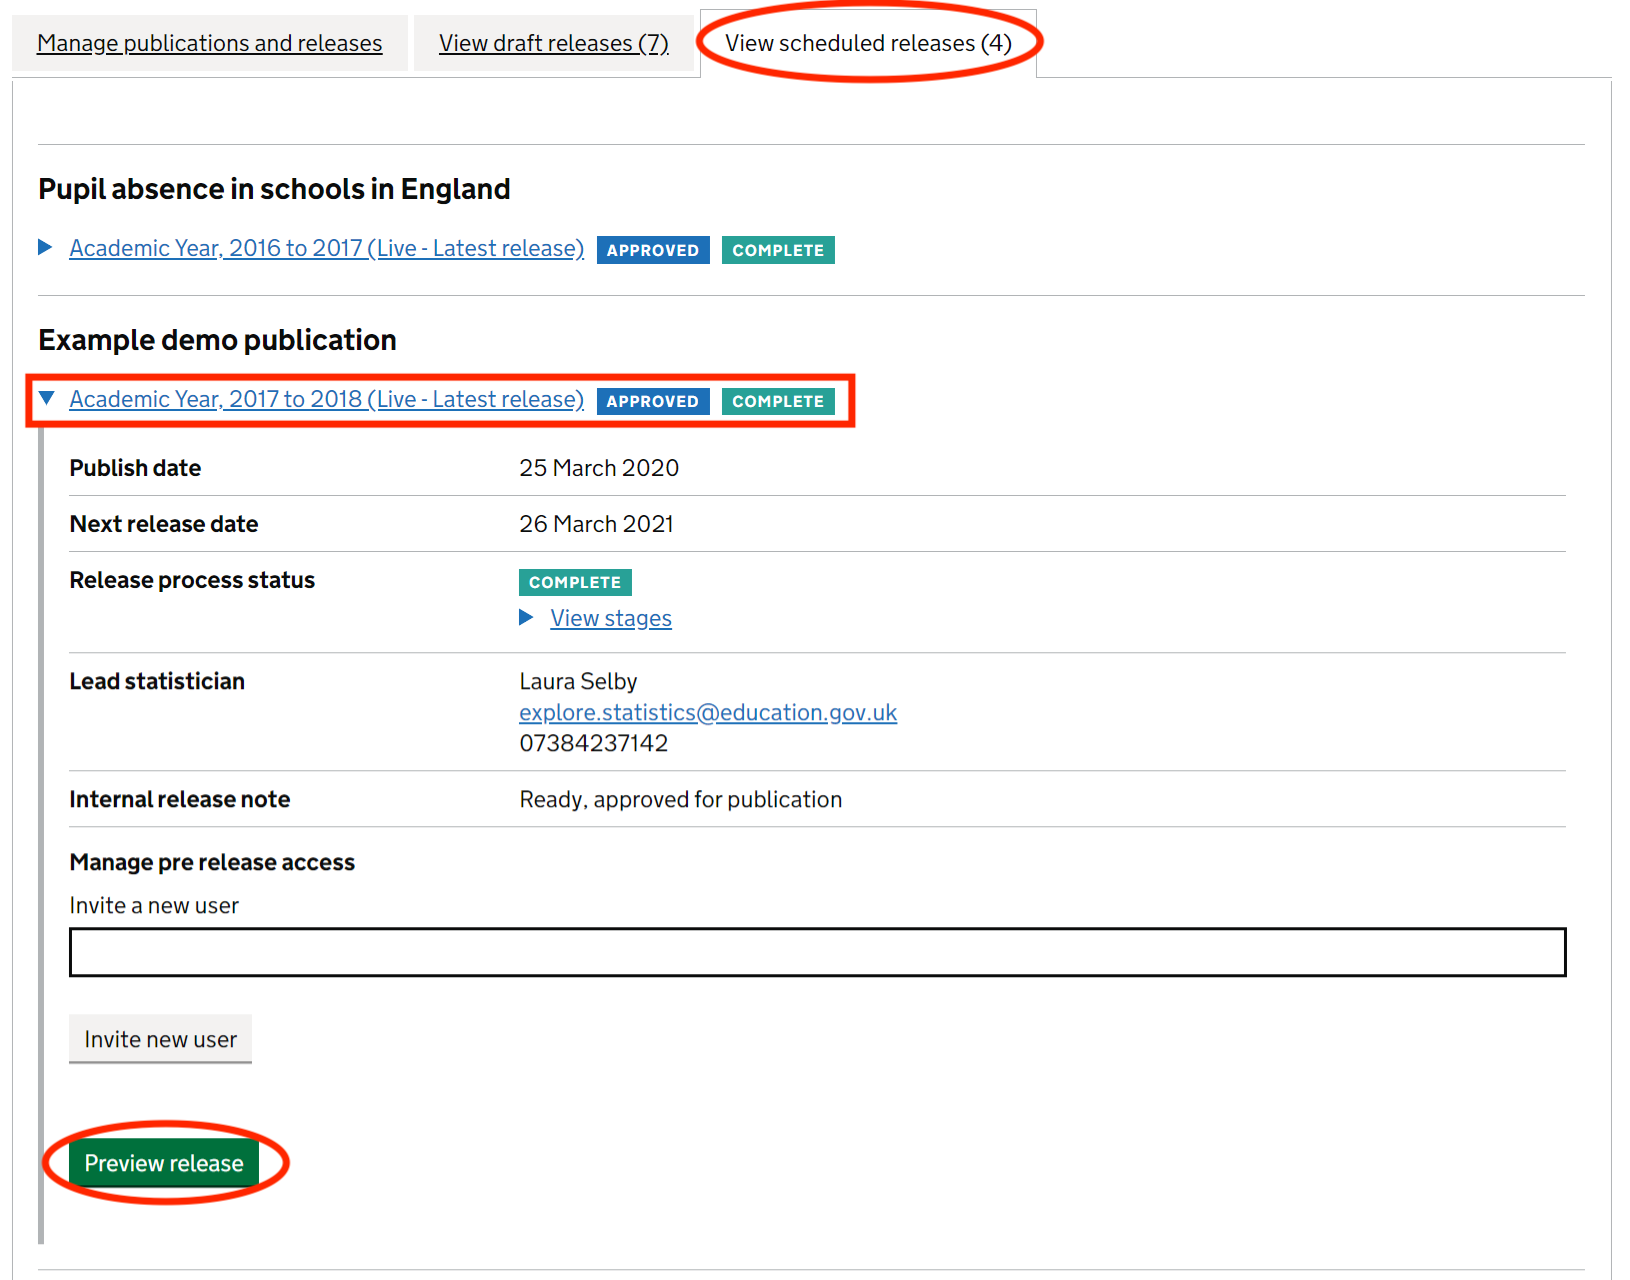 Manage publications and releases
View draft releases (7)
View scheduled releases (4)
Pupil absence in schools in England
Academic Year, 2016 to 2017 (Live - Latest release) APPROVED COMPLETE
Example demo publication
Academic Year, 2017 to 2018 (Live - Latest release) APPROVED COMPLETE
Publish date 25 March 2020
Next release date 26 March 2021
Release process status COMPLETE
View stages
Lead statistician Laura Selby
explore.statistics@education.gov.uk
07384237142
Internal release note Ready, approved for publication
Manage pre release access
Invite a new user
Invite new user
Preview release